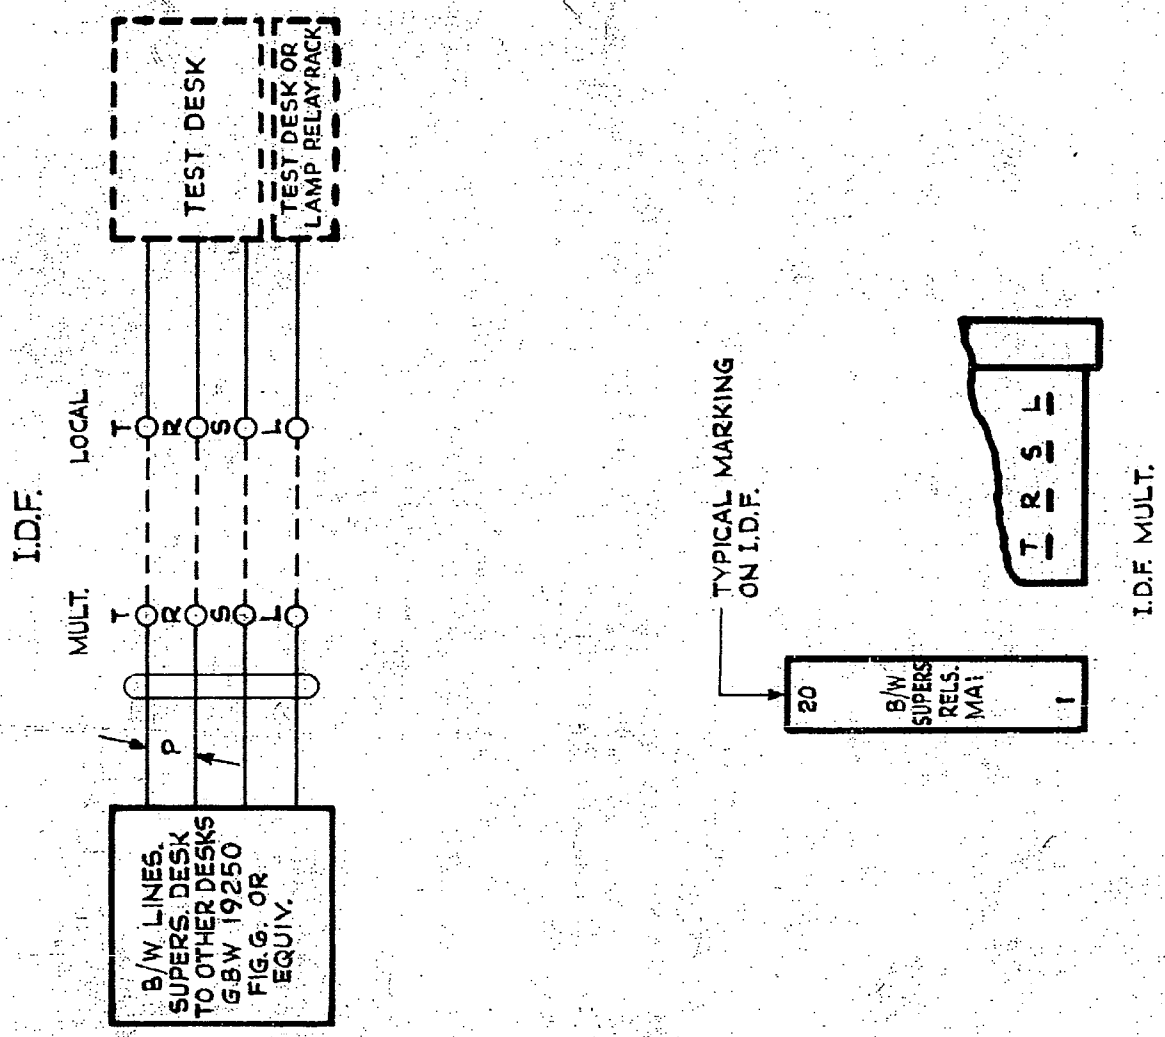 I.D.F.
MULT.
LOCAL
B/W LINES.
SUPERS. DESK
TO OTHER DESKS
G.B.W 19250
FIG. 6. OR
EQUIV.
P
T
R
S
L
T
R
S
L
TEST DESK
TEST DESK OR
LAMP RELAY RACK
TYPICAL MARKING
ON I.D.F.
20
B/W
SUPERS
RELS.
MA1
1
T R S L
I.D.F. MULT.